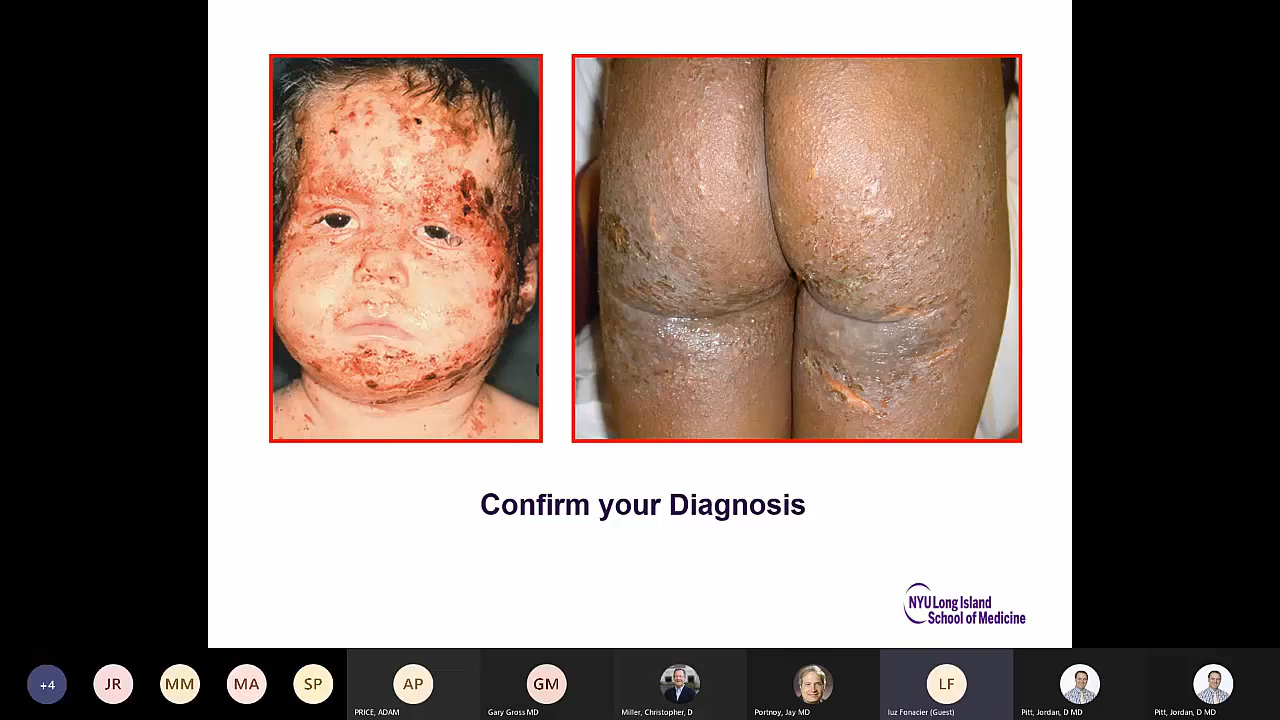 Confirm your Diagnosis
NYU Long Island
School of Medicine
+4
JR
MM
MA
SP
AP
GM
LF
PRICE, ADAM
Gary Gross MD
Miller, Christopher, D
Portnoy, Jay MD
luz Fonacier (Guest)
Pitt, Jordan, D MD
Pitt, Jordan, D MD